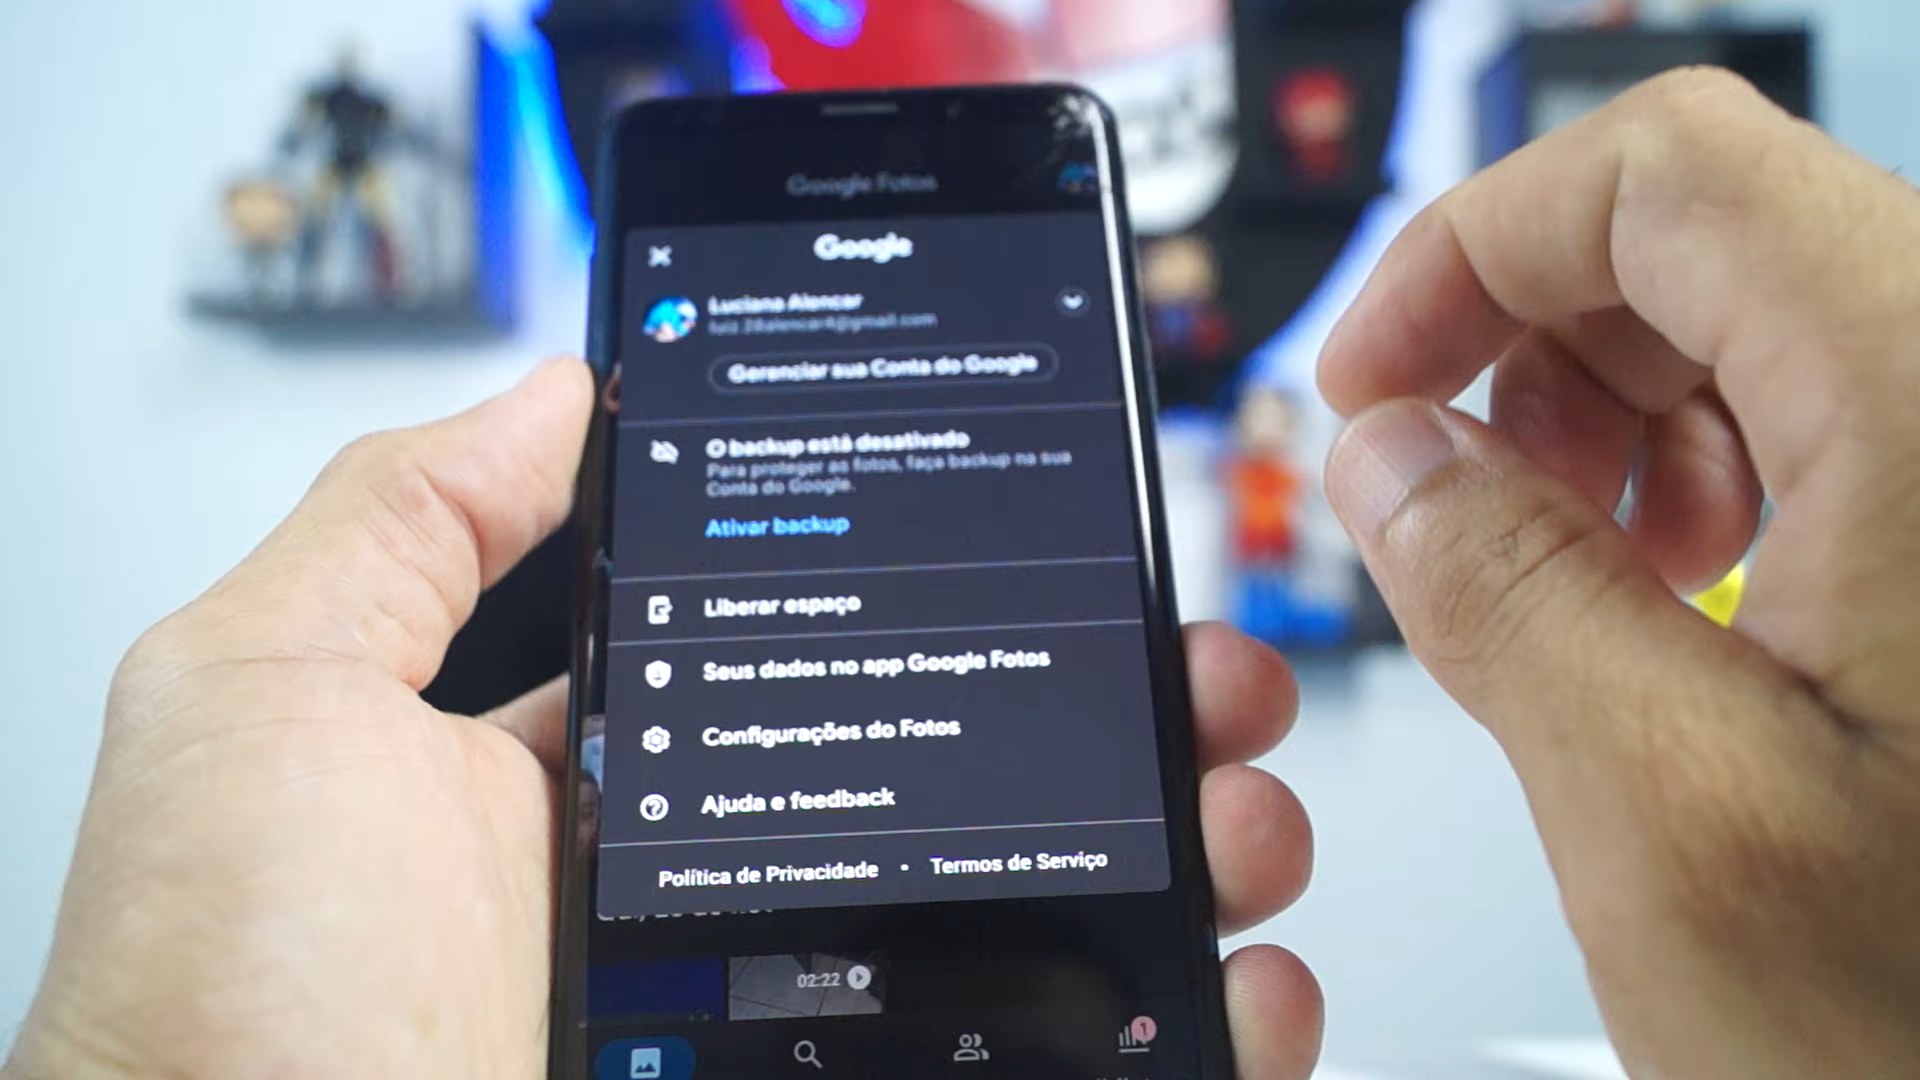 Google Fotos
Google
Luciana Alencar
Gerenciar sua Conta do Google
O backup está desativado
Para proteger as fotos, faça backup na sua
Conta do Google.
Ativar backup
Liberar espaço
Seus dados no app Google Fotos
Configurações do Fotos
Ajuda e feedback
Política de Privacidade • Termos de Serviço
02:22
1